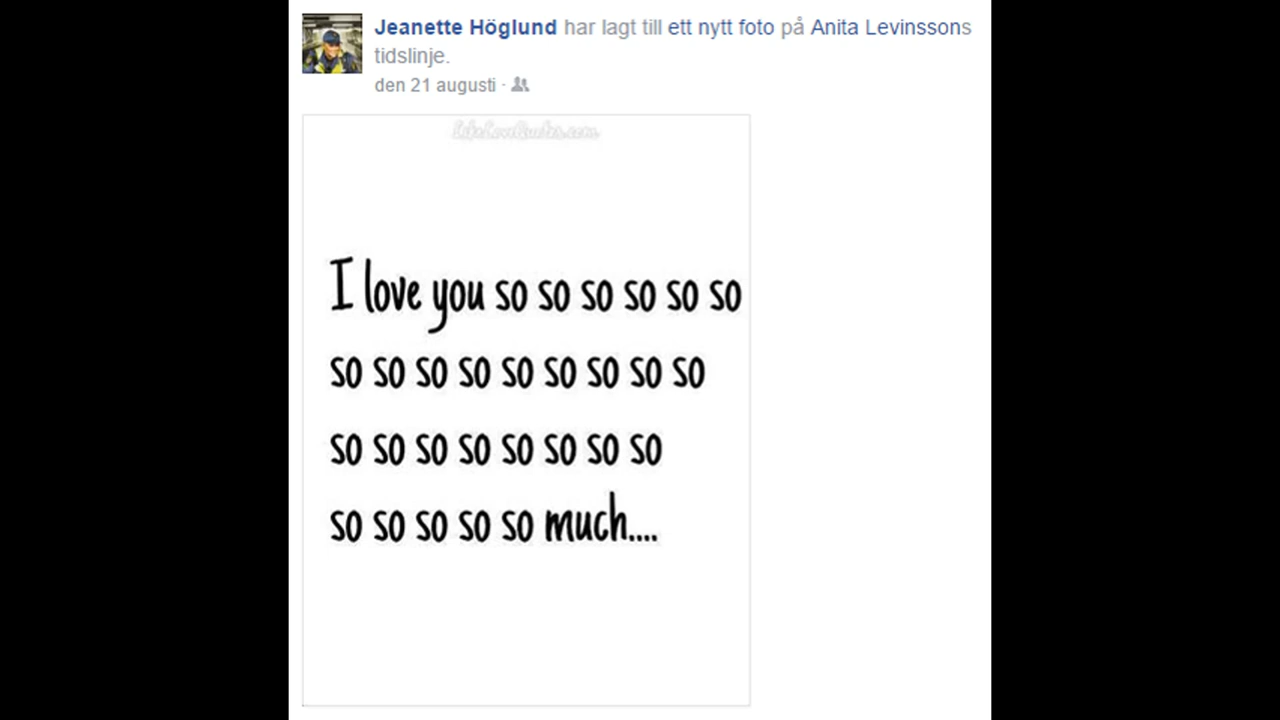 Jeanette Höglund har lagt till ett nytt foto på Anita Levinssons
tidslinje.
den 21 augusti ·
LikeLoveQuotes.com
I love you so so so so so so
so so so so so so so so so
so so so so so so so so
so so so so so much....